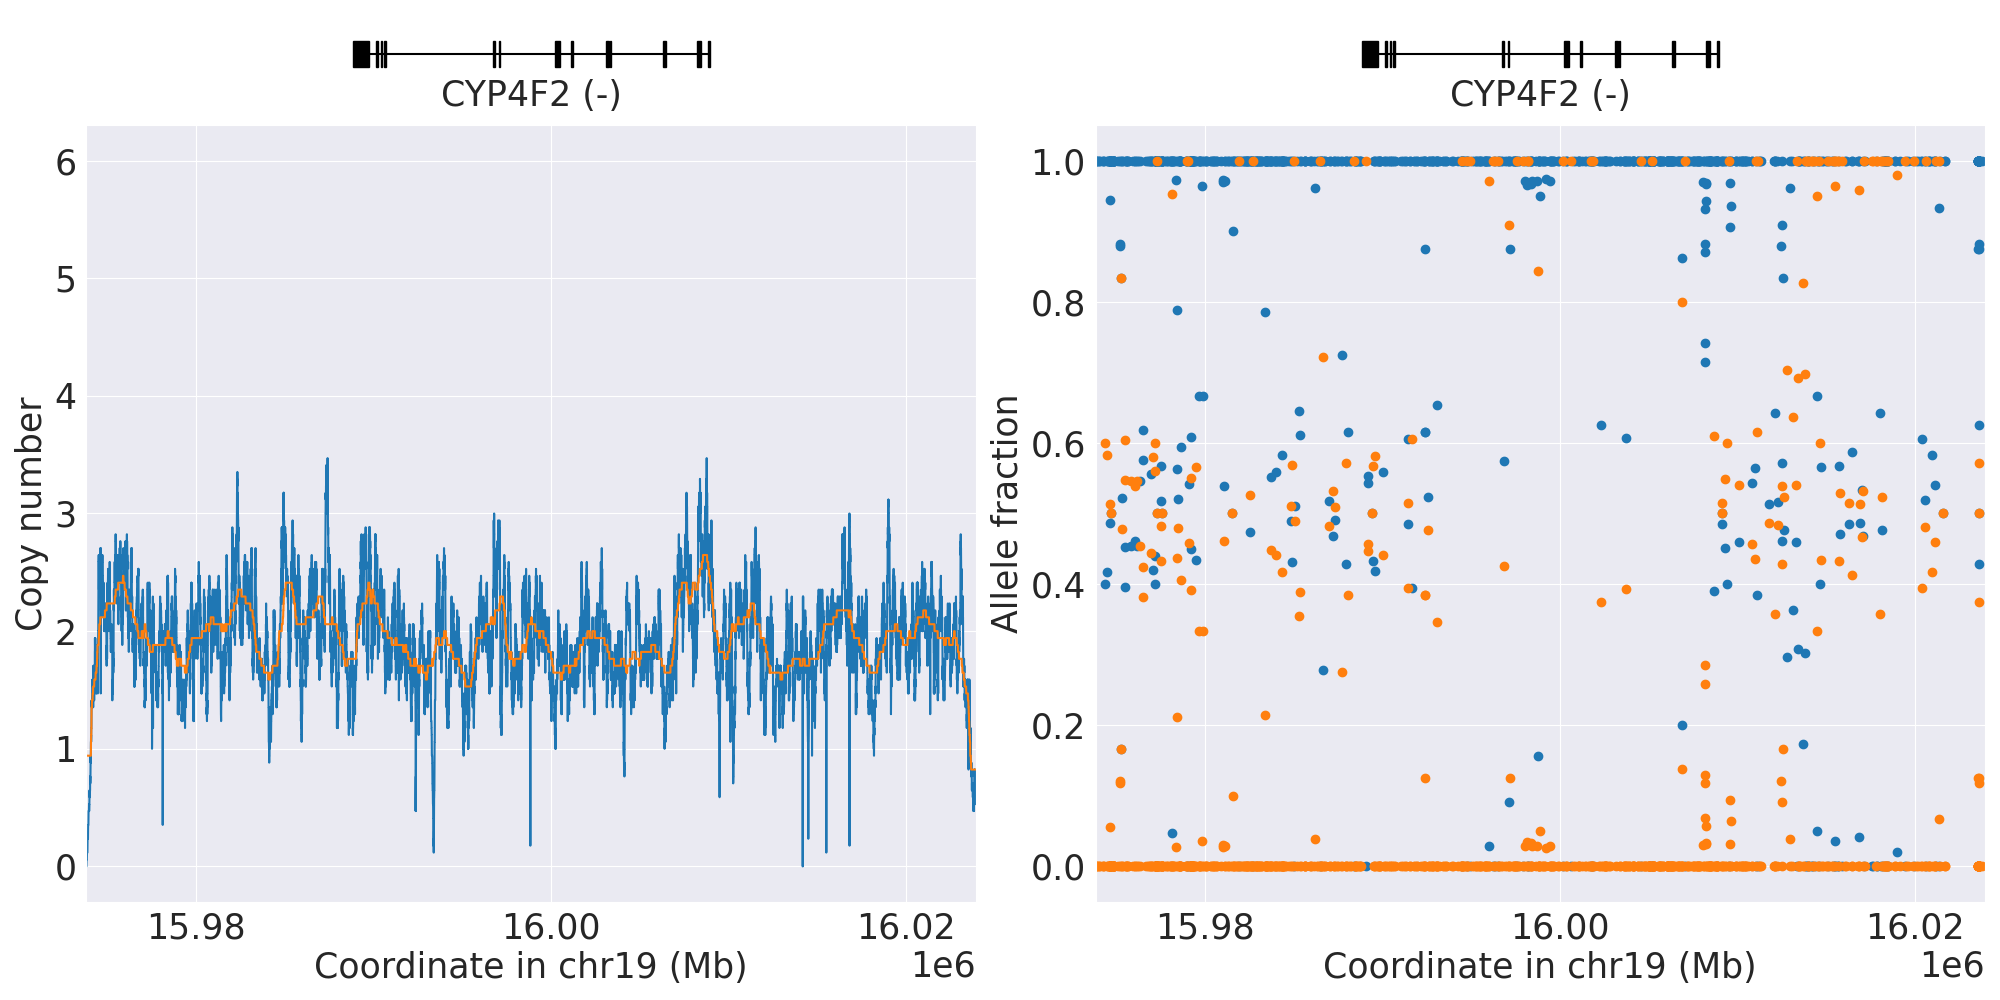 CYP4F2 (-)
6
5
4
3
2
1
0
Copy number
15.98
16.00
16.02
Coordinate in chr19 (Mb)
1e6
CYP4F2 (-)
1.0
0.8
0.6
0.4
0.2
0.0
Allele fraction
15.98
16.00
16.02
Coordinate in chr19 (Mb)
1e6